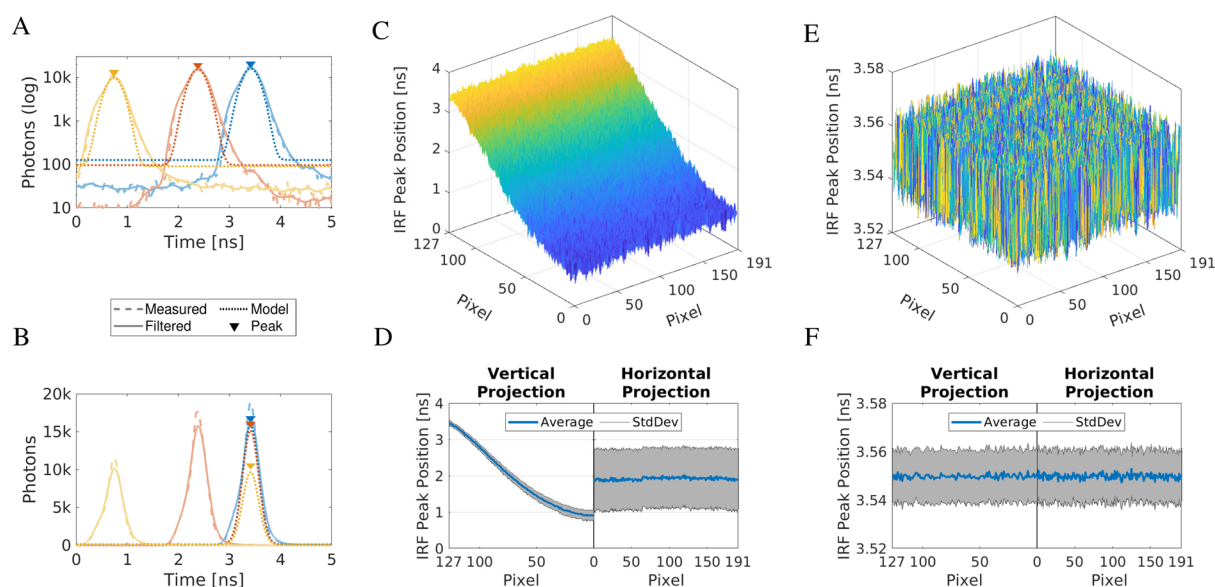 A
10k
1k
100
10
Photons (log)
0 1 2 3 4 5
Time [ns]
Measured
Filtered
Model
Peak
B
20k
15k
10k
5k
0
Photons
0 1 2 3 4 5
Time [ns]
C
4
3
2
1
0
IRF Peak Position [ns]
127
100
50
0
Pixel
0
50
100
150
191
Pixel
D
Vertical
Projection
Horizontal
Projection
Average
StdDev
4
3
2
1
0
IRF Peak Position [ns]
127 100 50 0 50 100 150 191
Pixel
Pixel
E
3.58
3.56
3.54
3.52
IRF Peak Position [ns]
127
100
50
0
Pixel
0
50
100
150
191
Pixel
F
Vertical
Projection
Horizontal
Projection
Average
StdDev
3.58
3.56
3.54
3.52
IRF Peak Position [ns]
127 100 50 0 50 100 150 191
Pixel
Pixel